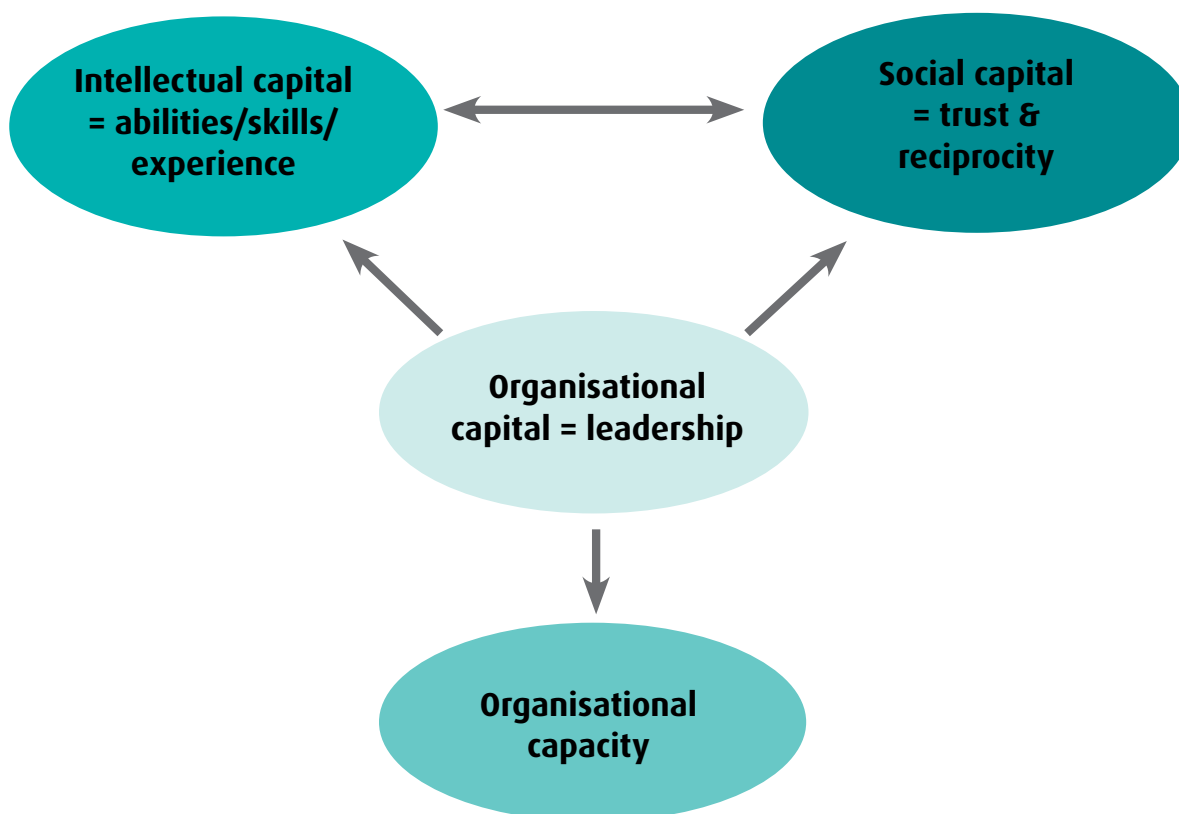 Intellectual capital
= abilities/skills/
experience
Social capital
= trust &
reciprocity
Organisational
capital = leadership
Organisational
capacity